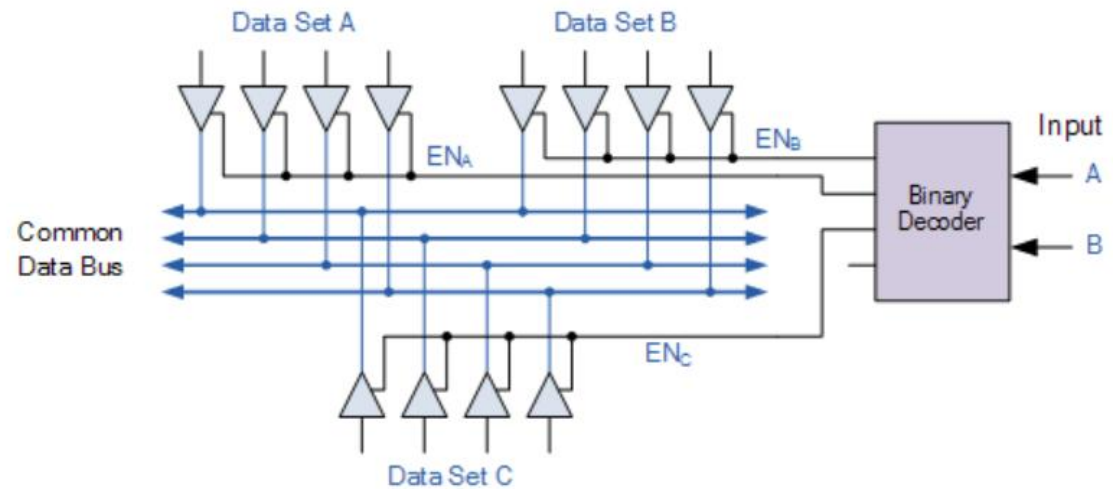 Data Set A
Data Set B
Input
EN_B
EN_A
A
Binary
Decoder
Common
Data Bus
B
EN_C
Data Set C